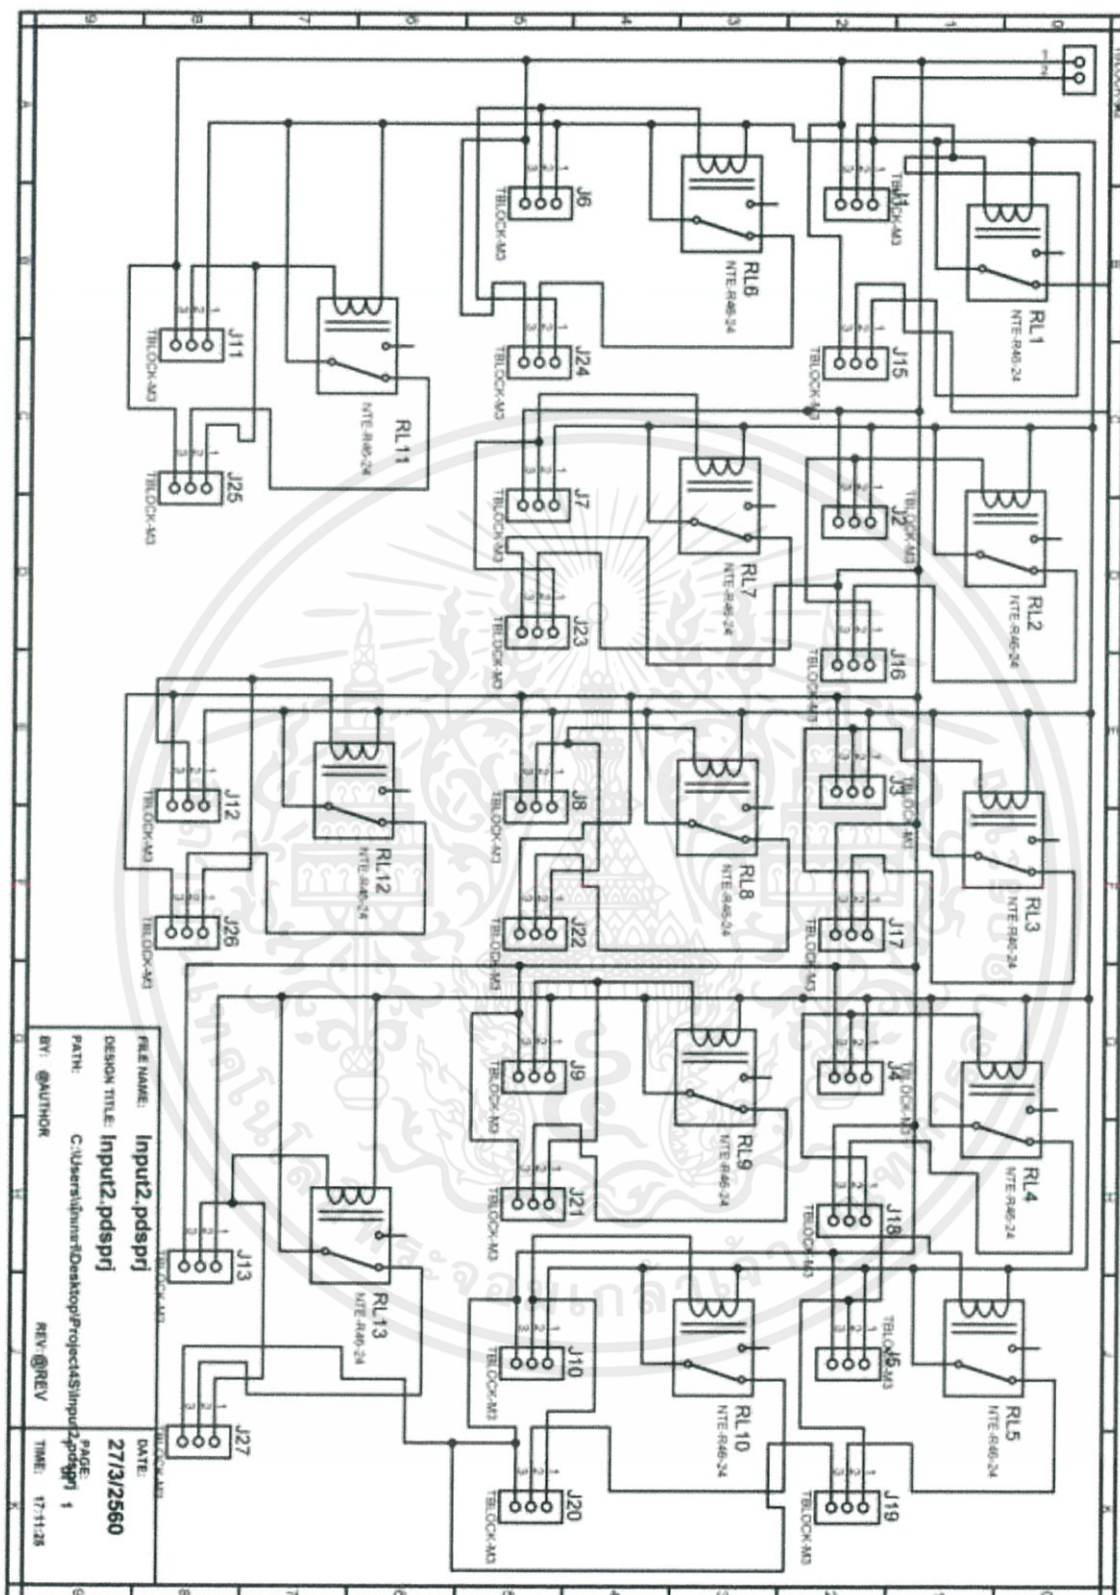 RL1
NTE-R46-24
J1
TBLOCK-M3
J15
TBLOCK-M3
RL2
NTE-R46-24
J2
TBLOCK-M3
J16
TBLOCK-M3
RL3
NTE-R46-24
J3
TBLOCK-M3
J17
TBLOCK-M3
RL4
NTE-R46-24
J4
TBLOCK-M3
J18
TBLOCK-M3
RL5
NTE-R46-24
J5
TBLOCK-M3
J19
TBLOCK-M3
RL6
NTE-R46-24
J6
TBLOCK-M3
J24
TBLOCK-M3
RL7
NTE-R46-24
J7
TBLOCK-M3
J23
TBLOCK-M3
RL8
NTE-R46-24
J8
TBLOCK-M3
J22
TBLOCK-M3
RL9
NTE-R46-24
J9
TBLOCK-M3
J21
TBLOCK-M3
RL10
NTE-R46-24
J10
TBLOCK-M3
J20
TBLOCK-M3
RL11
NTE-R46-24
J11
TBLOCK-M3
J25
TBLOCK-M3
RL12
NTE-R46-24
J12
TBLOCK-M3
J26
TBLOCK-M3
RL13
NTE-R46-24
J13
TBLOCK-M3
J27
TBLOCK-M3
FILE NAME: Input2.pdsprj
DESIGN TITLE: Input2.pdsprj
PATH:
BY: @AUTHOR
REV: @REV
DATE:
27/3/2560
PAGE:
1
TIME: 17:11:28